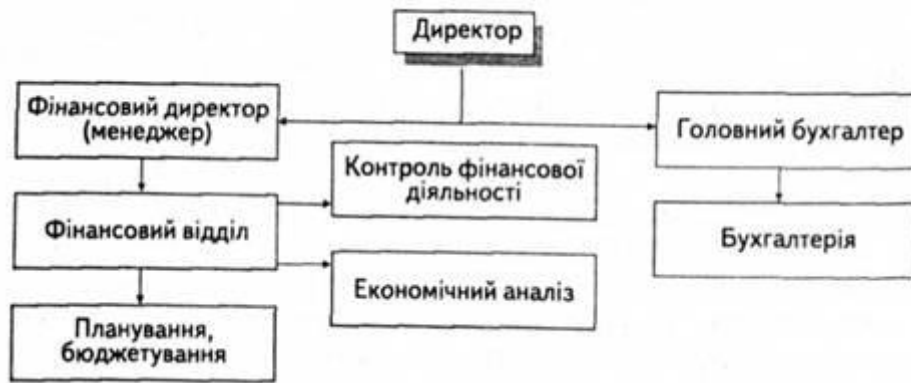 Директор
Фінансовий директор
(менеджер)
Головний бухгалтер
Контроль фінансової
діяльності
Фінансовий відділ
Бухгалтерія
Економічний аналіз
Планування,
бюджетування